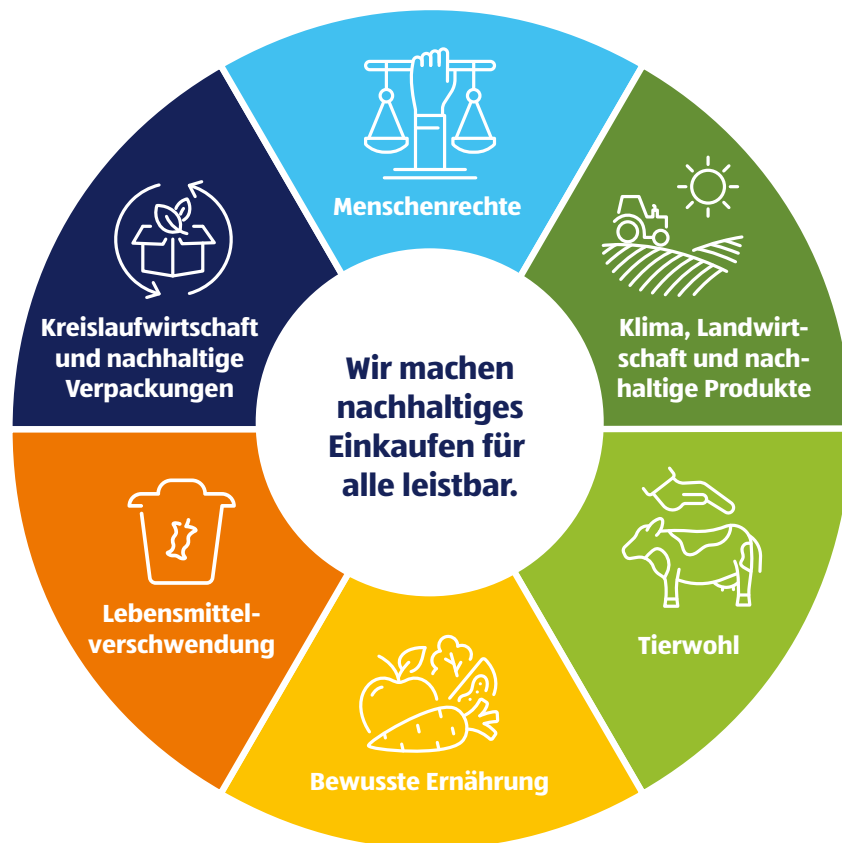 Menschenrechte
Klima, Landwirt-
schaft und nach-
haltige Produkte
Tierwohl
Bewusste Ernährung
Lebensmittel-
verschwendung
Kreislaufwirtschaft
und nachhaltige
Verpackungen
Wir machen
nachhaltiges
Einkaufen für
alle leistbar.